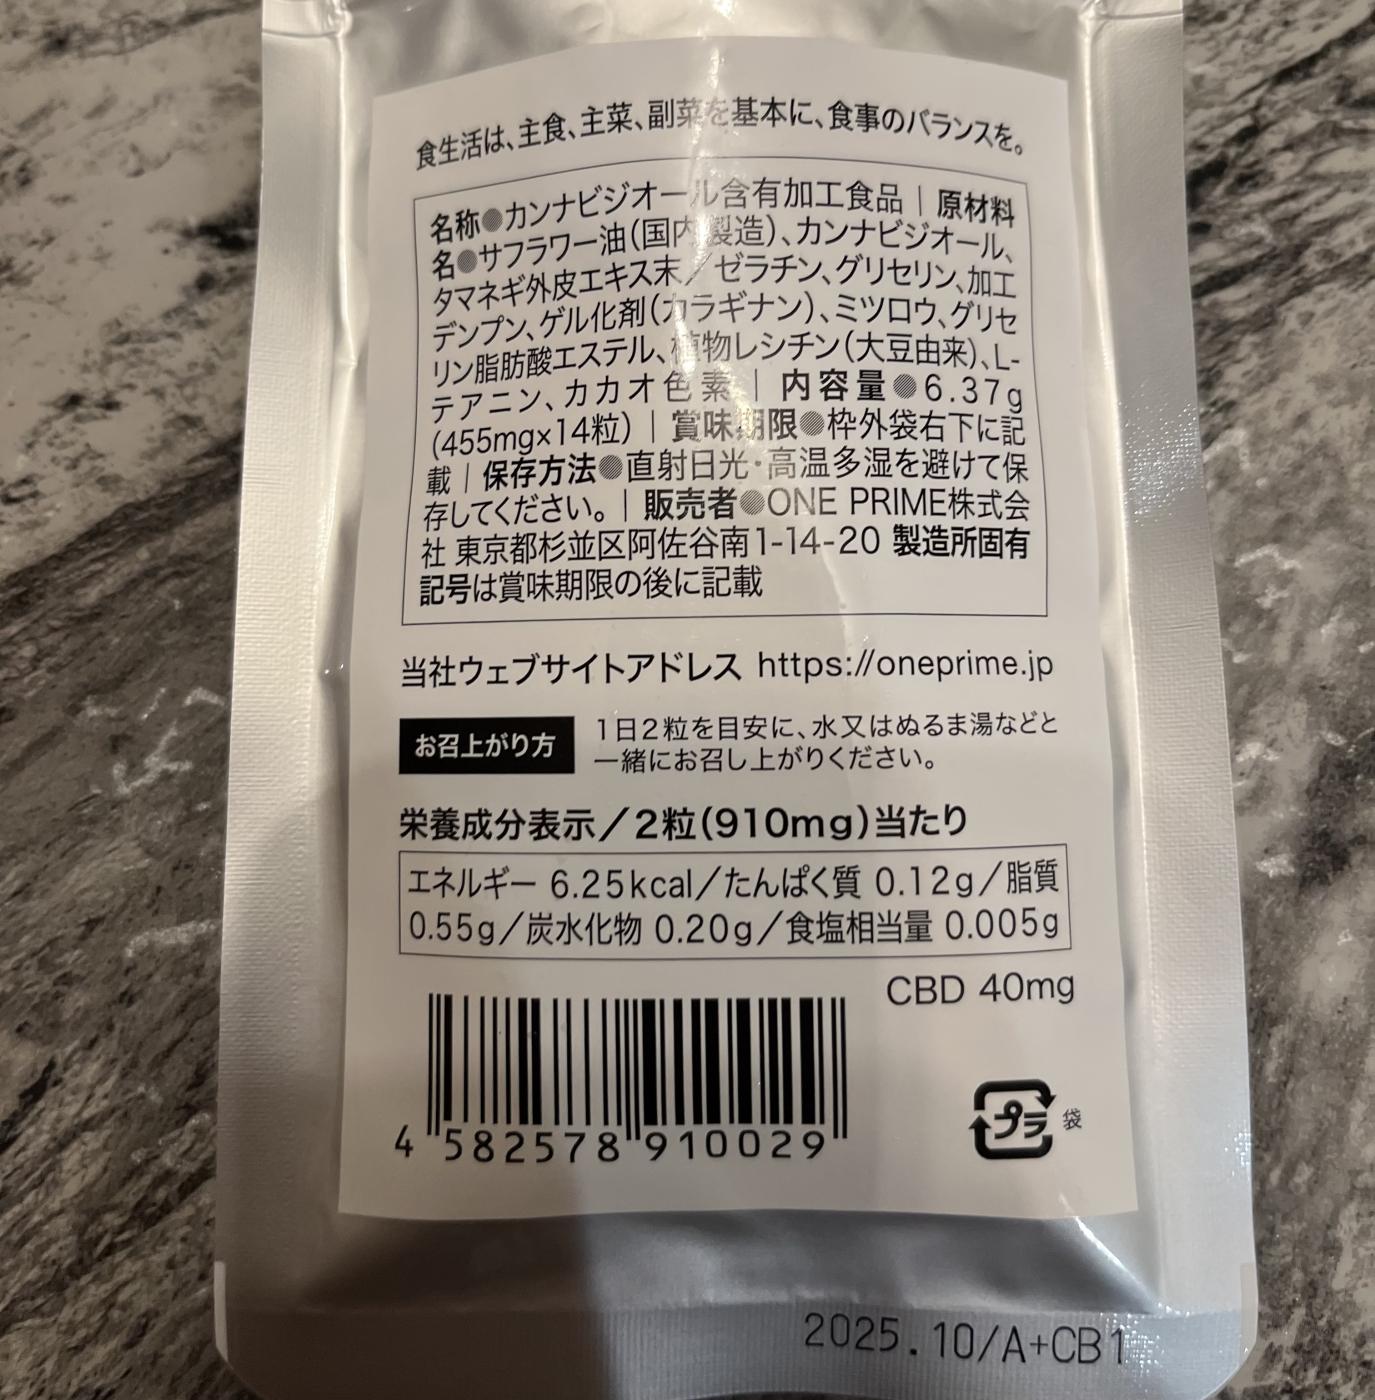 食生活は、主食、主菜、副菜を基本に、食事のバランスを。
名称●カンナビジオール含有加工食品｜原材料
名●サフラワー油(国内製造)、カンナビジオール、
タマネギ外皮エキス末／ゼラチン、グリセリン、加工
デンプン、ゲル化剤(カラギナン)、ミツロウ、グリセ
リン脂肪酸エステル、植物レシチン(大豆由来)、L-
テアニン、カカオ色素｜内容量●6.37g
(455mg×14粒)｜賞味期限●枠外袋右下に記
載｜保存方法●直射日光・高温多湿を避けて保
存してください。｜販売者●ONE PRIME株式会
社 東京都杉並区阿佐谷南1-14-20 製造所固有
記号は賞味期限の後に記載
当社ウェブサイトアドレス https://oneprime.jp
お召上がり方
1日2粒を目安に、水又はぬるま湯などと
一緒にお召し上がりください。
栄養成分表示／2粒(910mg)当たり
エネルギー 6.25kcal／たんぱく質 0.12g／脂質
0.55g／炭水化物 0.20g／食塩相当量 0.005g
CBD 40mg
4 582578 910029
プラ 袋
2025.10/A+CB1